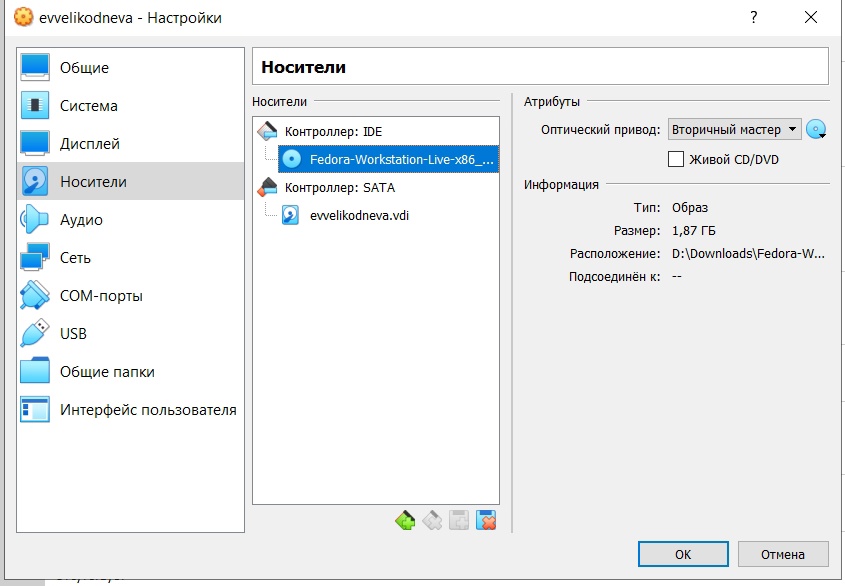 evvelikodneva - Настройки
?
Общие
Система
Дисплей
Носители
Аудио
Сеть
COM-порты
USB
Общие папки
Интерфейс пользователя
Носители
Носители
Контроллер: IDE
Fedora-Workstation-Live-x86_...
Контроллер: SATA
evvelikodneva.vdi
Атрибуты
Оптический привод: Вторичный мастер
Живой CD/DVD
Информация
Тип: Образ
Размер: 1,87 ГБ
Расположение: D:\Downloads\Fedora-W...
Подсоединён к: --
OK
Отмена